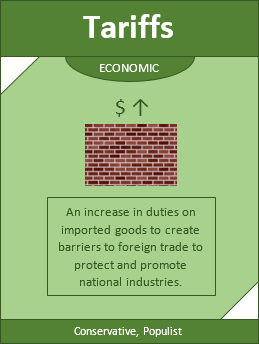 Tariffs
ECONOMIC
$ ↑
An increase in duties on
imported goods to create
barriers to foreign trade to
protect and promote
national industries.
Conservative, Populist